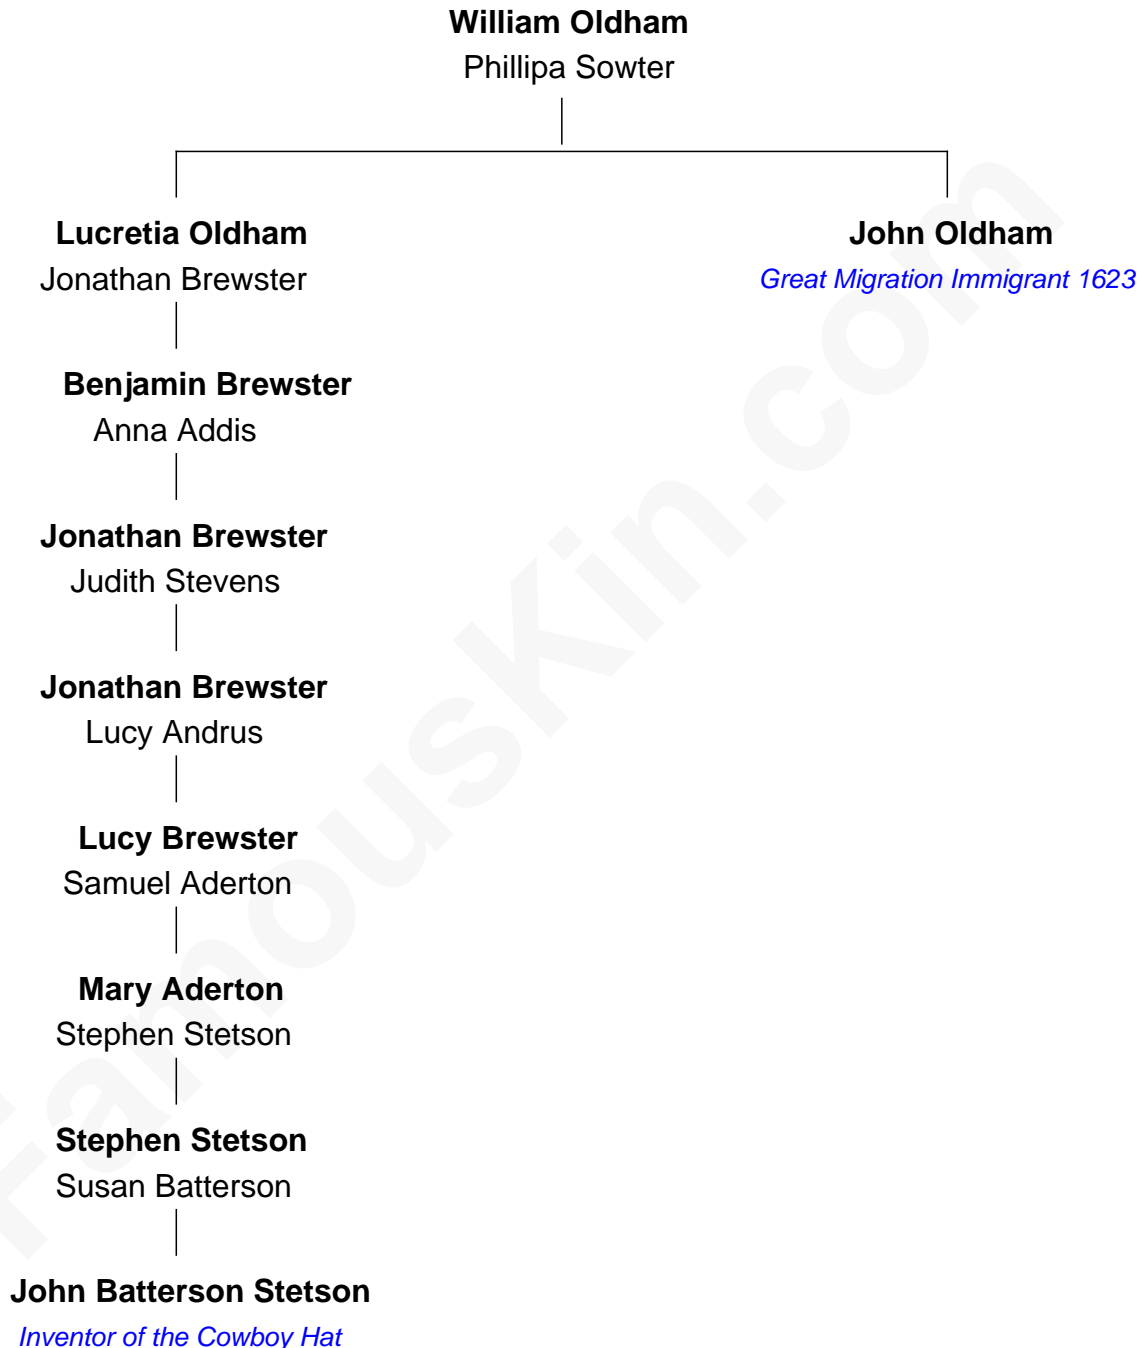 William Oldham
Phillipa Sowter
Lucretia Oldham
Jonathan Brewster
John Oldham
Great Migration Immigrant 1623
Benjamin Brewster
Anna Addis
Jonathan Brewster
Judith Stevens
Jonathan Brewster
Lucy Andrus
Lucy Brewster
Samuel Aderton
Mary Aderton
Stephen Stetson
Stephen Stetson
Susan Batterson
John Batterson Stetson
Inventor of the Cowboy Hat
FamousKin.com